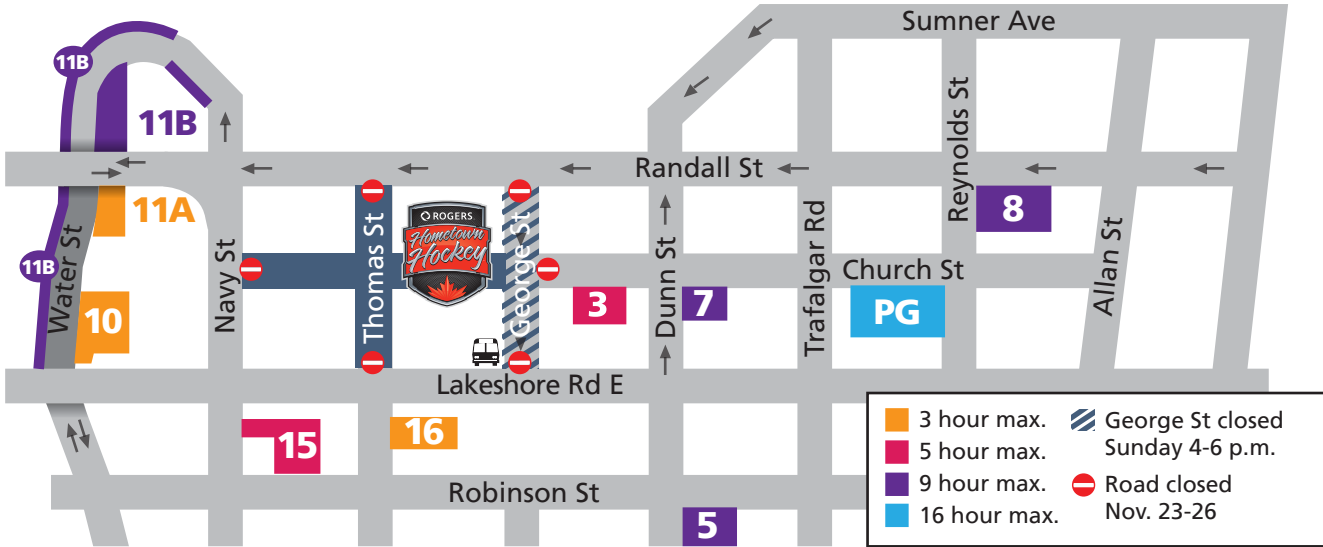 Sumner Ave
11B
11B
Reynolds St
Randall St
11A
8
ROGERS
Hometown
Hockey
11B
Water St
Navy St
Thomas St
George St
Dunn St
Trafalgar Rd
Church St
Allan St
10
3
7
PG
Lakeshore Rd E
15
16
Robinson St
5
3 hour max.
5 hour max.
9 hour max.
16 hour max.
George St closed
Sunday 4-6 p.m.
Road closed
Nov. 23-26